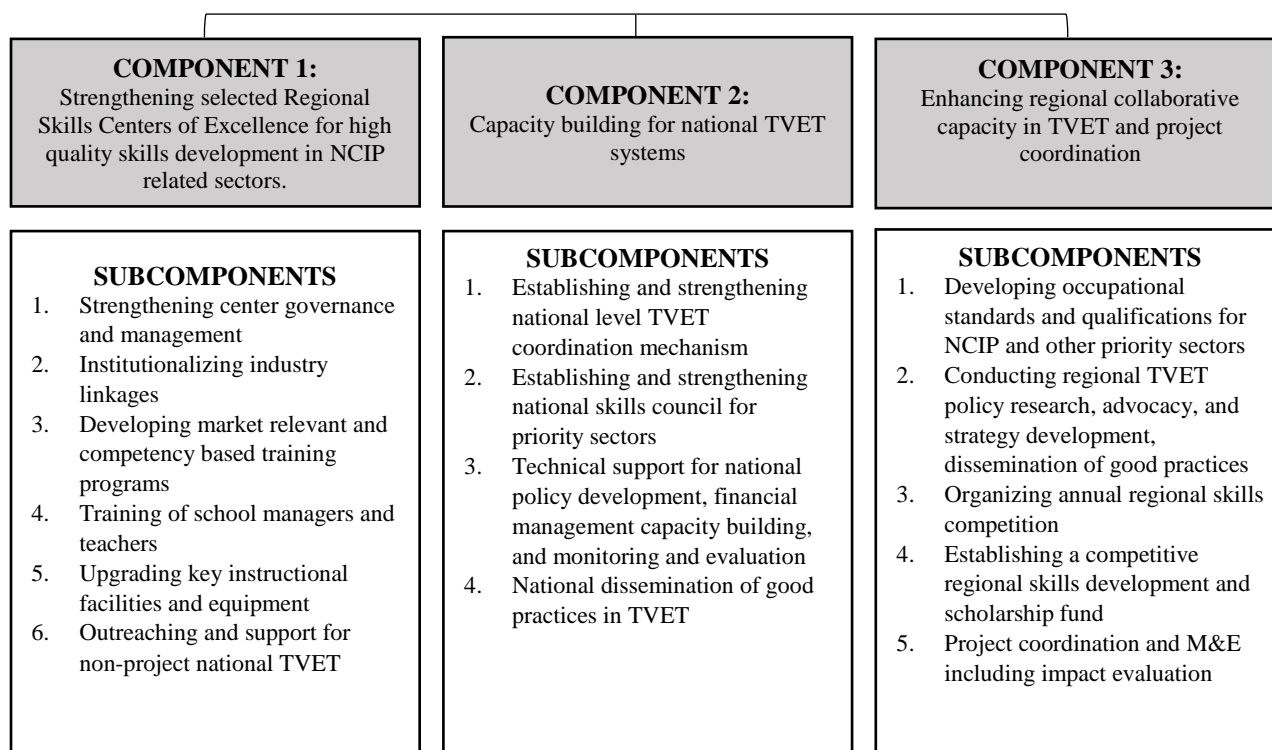 COMPONENT 1:
Strengthening selected Regional
Skills Centers of Excellence for high
quality skills development in NCIP
related sectors.
SUBCOMPONENTS
1. Strengthening center governance
and management
2. Institutionalizing industry
linkages
3. Developing market relevant and
competency based training
programs
4. Training of school managers and
teachers
5. Upgrading key instructional
facilities and equipment
6. Outreaching and support for
non-project national TVET
COMPONENT 2:
Capacity building for national TVET
systems
SUBCOMPONENTS
1. Establishing and strengthening
national level TVET
coordination mechanism
2. Establishing and strengthening
national skills council for
priority sectors
3. Technical support for national
policy development, financial
management capacity building,
and monitoring and evaluation
4. National dissemination of good
practices in TVET
COMPONENT 3:
Enhancing regional collaborative
capacity in TVET and project
coordination
SUBCOMPONENTS
1. Developing occupational
standards and qualifications for
NCIP and other priority sectors
2. Conducting regional TVET
policy research, advocacy, and
strategy development,
dissemination of good practices
3. Organizing annual regional skills
competition
4. Establishing a competitive
regional skills development and
scholarship fund
5. Project coordination and M&E
including impact evaluation